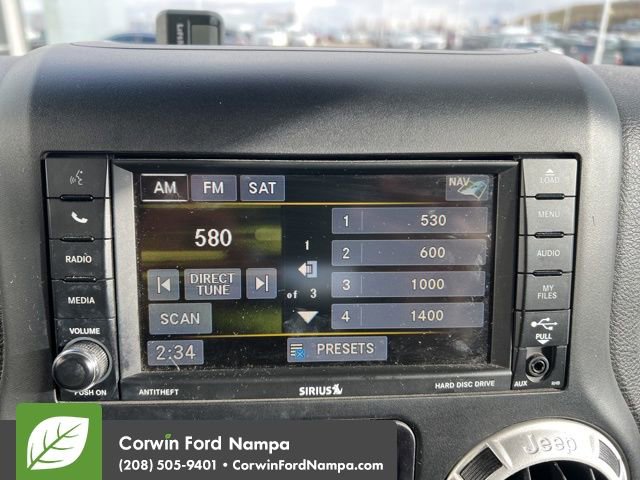 AM FM SAT NAV
580
DIRECT TUNE
SCAN
2:34
1
of 3
1 530
2 600
3 1000
4 1400
PRESETS
RADIO
MEDIA
VOLUME
PUSH ON
LOAD
MENU
AUDIO
MY FILES
PULL
AUX RHB
ANTITHEFT
SIRIUS
HARD DISC DRIVE
Jeep
Corwin Ford Nampa
(208) 505-9401 • CorwinFordNampa.com